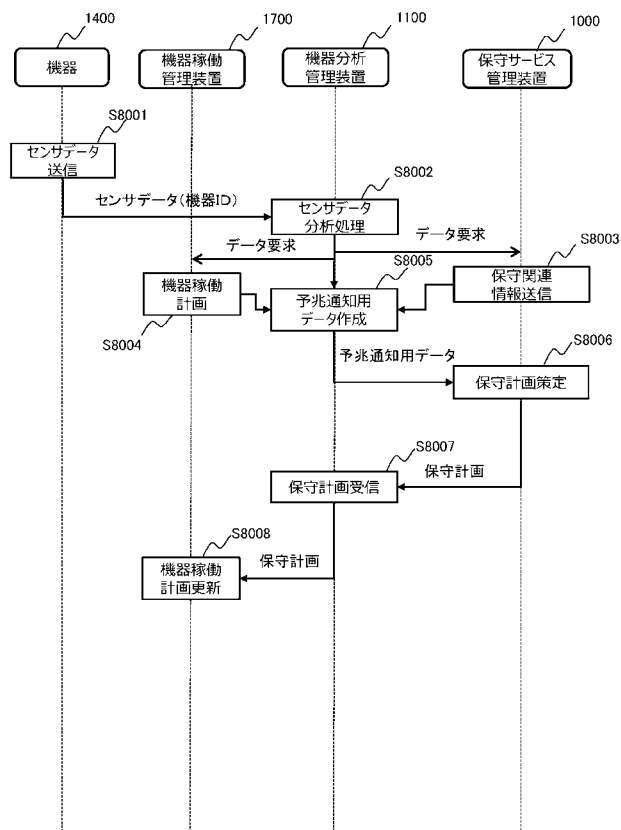 1400
1700
1100
1000
機器
機器稼働
管理装置
機器分析
管理装置
保守サービス
管理装置
S8001
センサデータ
送信
センサデータ(機器ID)
S8002
センサデータ
分析処理
データ要求
データ要求
S8003
保守関連
情報送信
S8004
機器稼働
計画
S8005
予兆通知用
データ作成
予兆通知用データ
S8006
保守計画策定
保守計画
S8007
保守計画受信
保守計画
S8008
機器稼働
計画更新